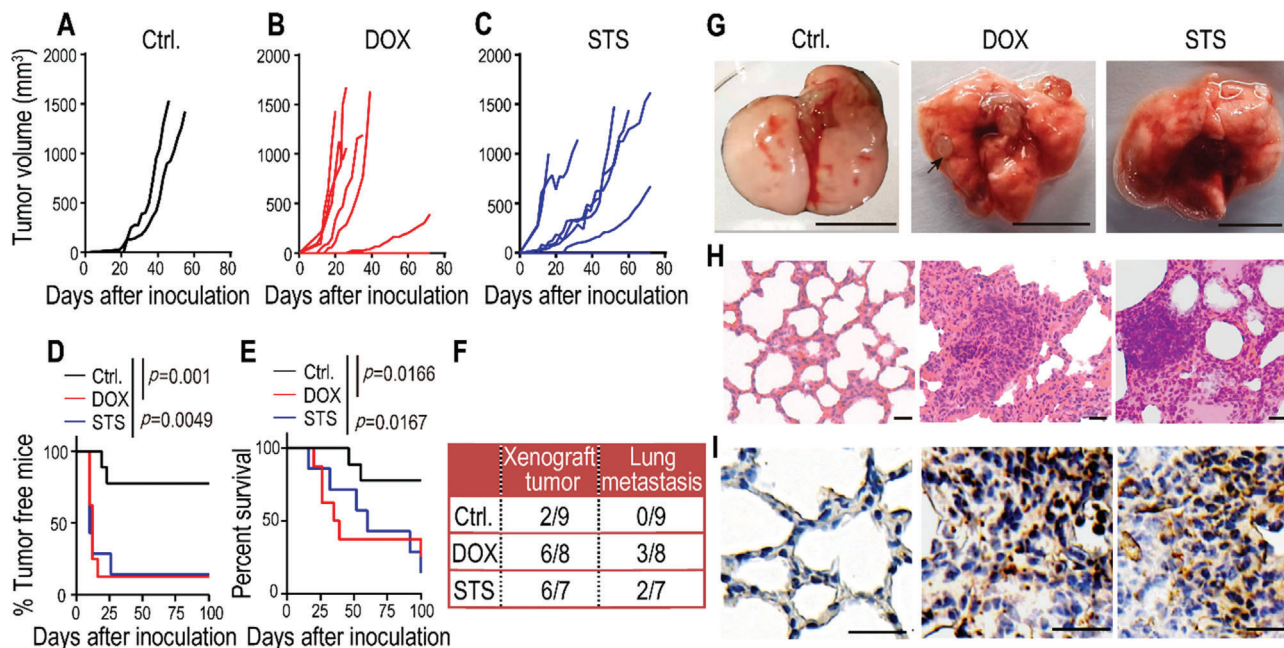 A
Ctrl.
B
DOX
C
STS
Tumor volume (mm³)
2000
1500
1000
500
0
0 20 40 60 80
Days after inoculation
2000
1500
1000
500
0
0 20 40 60 80
Days after inoculation
2000
1500
1000
500
0
0 20 40 60 80
Days after inoculation
D
Ctrl.
DOX
STS
p=0.001
p=0.0049
% Tumor free mice
100
50
0
0 25 50 75 100
Days after inoculation
E
Ctrl.
DOX
STS
p=0.0166
p=0.0167
Percent survival
100
50
0
0 25 50 75 100
Days after inoculation
F
Xenograft tumor
Lung metastasis
Ctrl. 2/9 0/9
DOX 6/8 3/8
STS 6/7 2/7
G
Ctrl.
DOX
STS
H
I